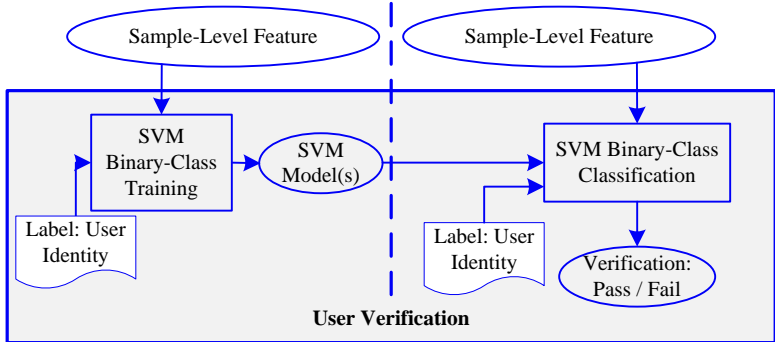 Sample-Level Feature
Sample-Level Feature
SVM
Binary-Class
Training
SVM
Model(s)
SVM Binary-Class
Classification
Label: User
Identity
Label: User
Identity
Verification:
Pass / Fail
User Verification